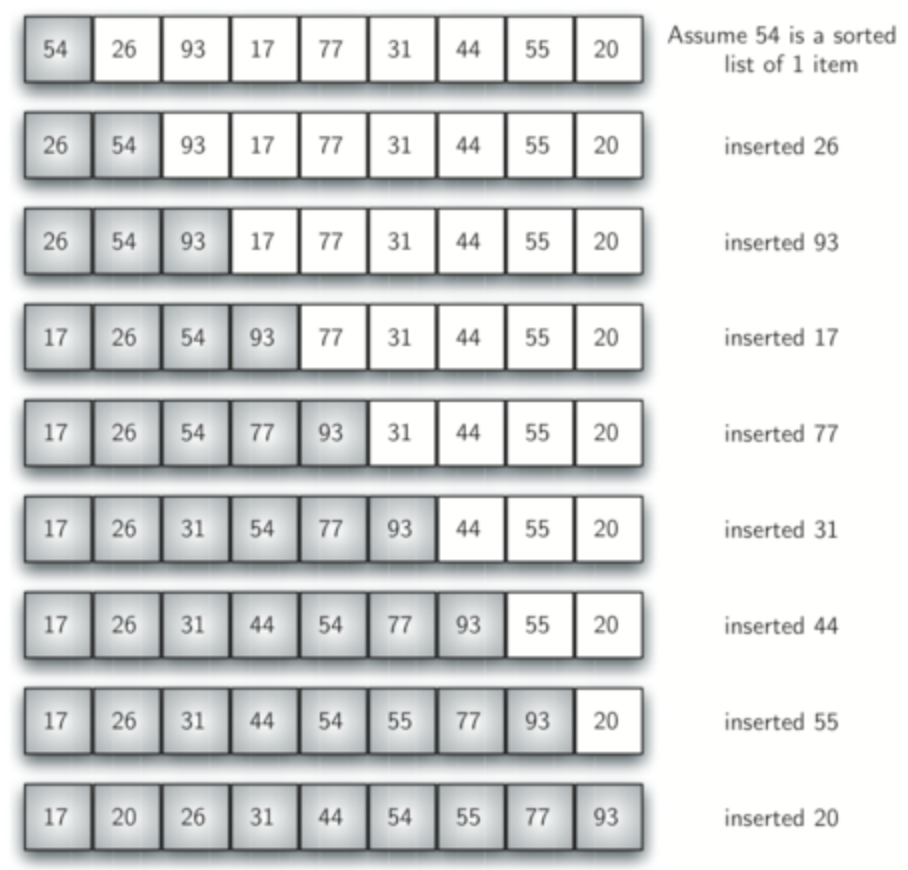 54 26 93 17 77 31 44 55 20 Assume 54 is a sorted
list of 1 item
26 54 93 17 77 31 44 55 20 inserted 26
26 54 93 17 77 31 44 55 20 inserted 93
17 26 54 93 77 31 44 55 20 inserted 17
17 26 54 77 93 31 44 55 20 inserted 77
17 26 31 54 77 93 44 55 20 inserted 31
17 26 31 44 54 77 93 55 20 inserted 44
17 26 31 44 54 55 77 93 20 inserted 55
17 20 26 31 44 54 55 77 93 inserted 20